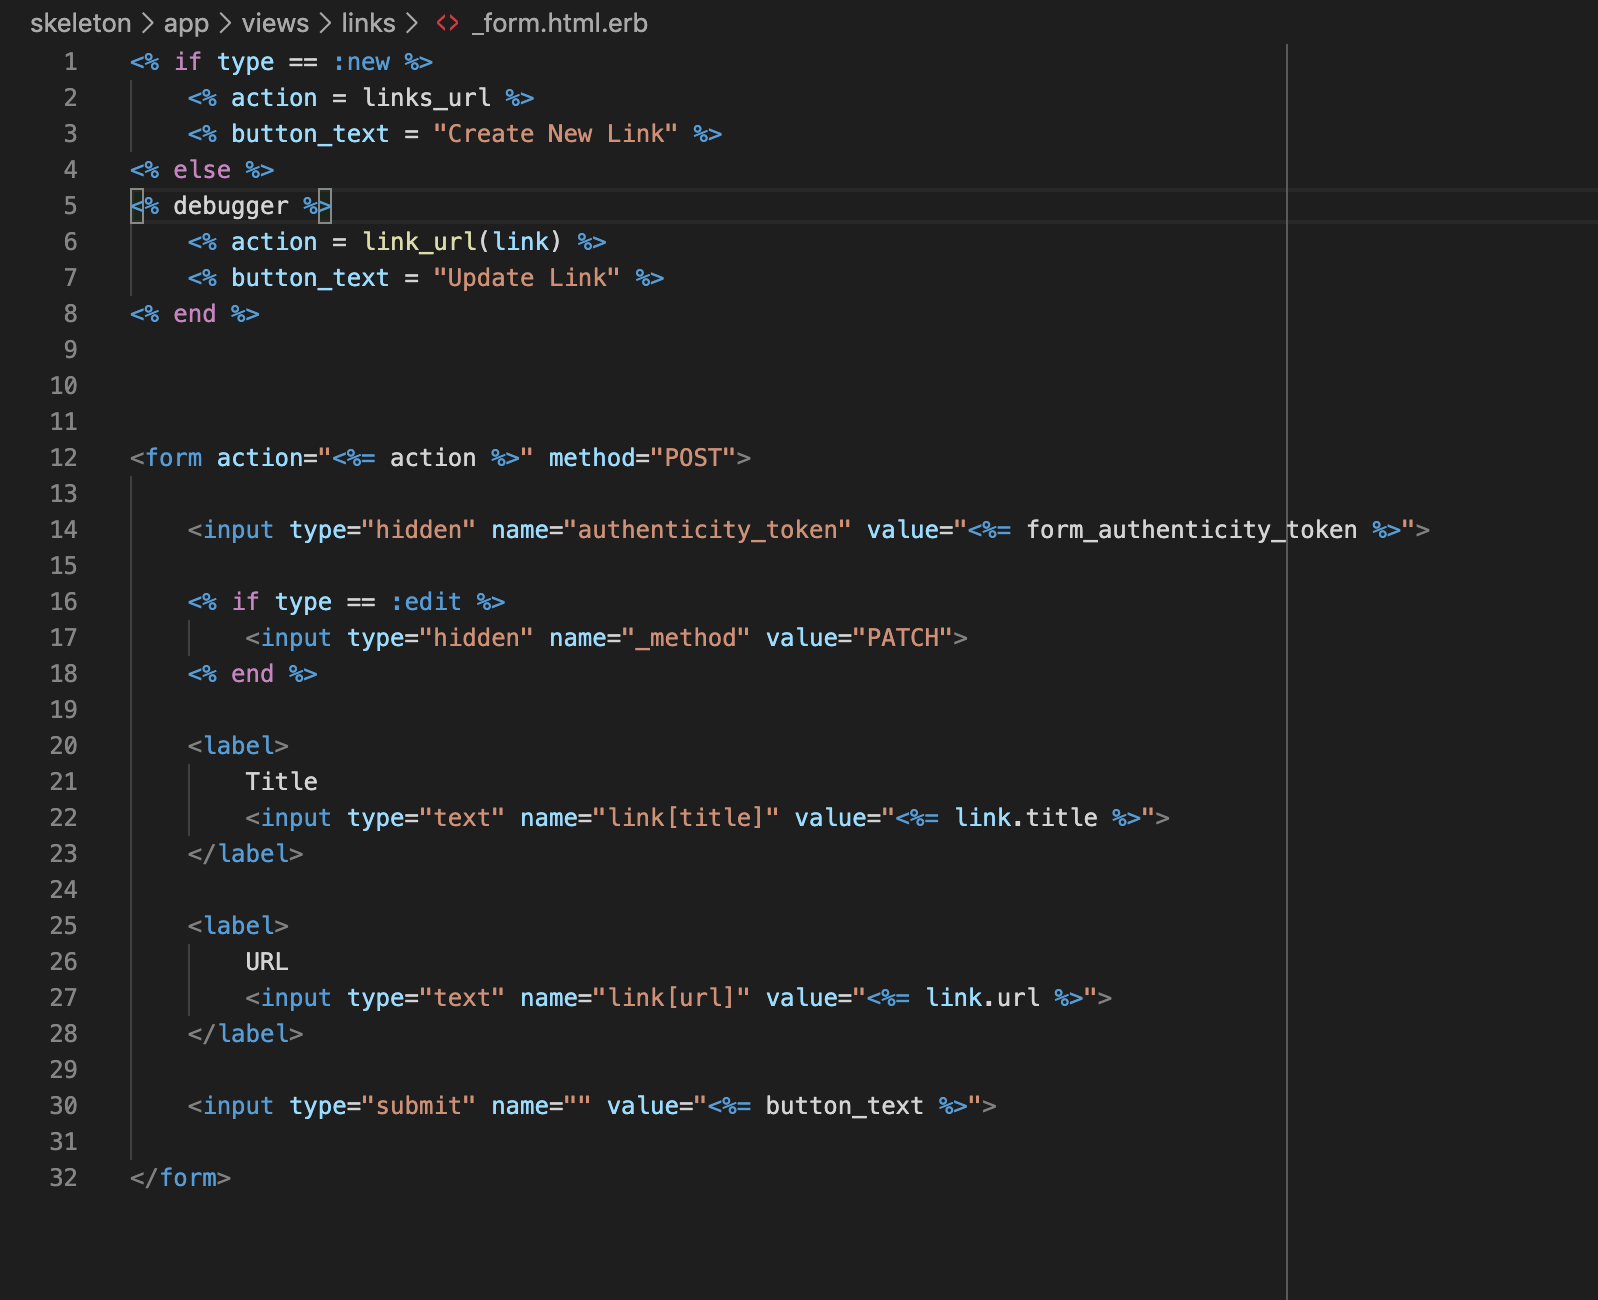 skeleton > app > views > links > <> _form.html.erb
1 <% if type == :new %>
2     <% action = links_url %>
3     <% button_text = "Create New Link" %>
4 <% else %>
5 <% debugger %>
6     <% action = link_url(link) %>
7     <% button_text = "Update Link" %>
8 <% end %>
9
10
11
12 <form action="<%= action %>" method="POST">
13
14     <input type="hidden" name="authenticity_token" value="<%= form_authenticity_token %>">
15
16     <% if type == :edit %>
17         <input type="hidden" name="_method" value="PATCH">
18     <% end %>
19
20     <label>
21         Title
22         <input type="text" name="link[title]" value="<%= link.title %>">
23     </label>
24
25     <label>
26         URL
27         <input type="text" name="link[url]" value="<%= link.url %>">
28     </label>
29
30     <input type="submit" name="" value="<%= button_text %>">
31
32 </form>